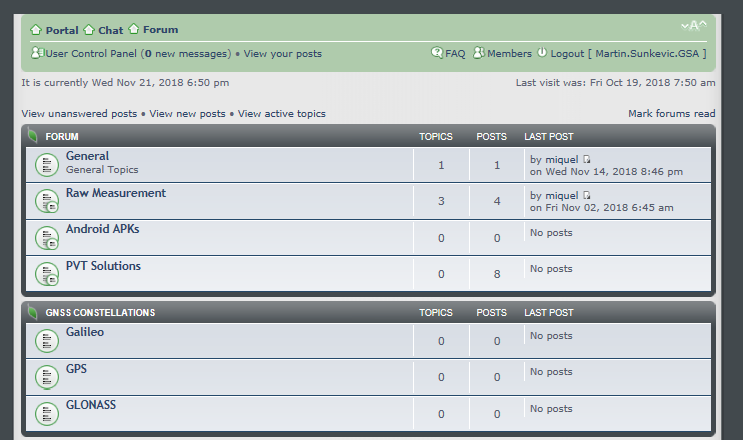 Portal Chat Forum
vAA
User Control Panel (0 new messages) • View your posts FAQ Members Logout [ Martin.Sunkevic.GSA ]
It is currently Wed Nov 21, 2018 6:50 pm Last visit was: Fri Oct 19, 2018 7:50 am
View unanswered posts • View new posts • View active topics Mark forums read
FORUM TOPICS POSTS LAST POST
General
General Topics
1 1
by miquel
on Wed Nov 14, 2018 8:46 pm
Raw Measurement
3 4
by miquel
on Fri Nov 02, 2018 6:45 am
Android APKs
0 0 No posts
PVT Solutions
0 8 No posts
GNSS CONSTELLATIONS TOPICS POSTS LAST POST
Galileo
0 0 No posts
GPS
0 0 No posts
GLONASS
0 0 No posts